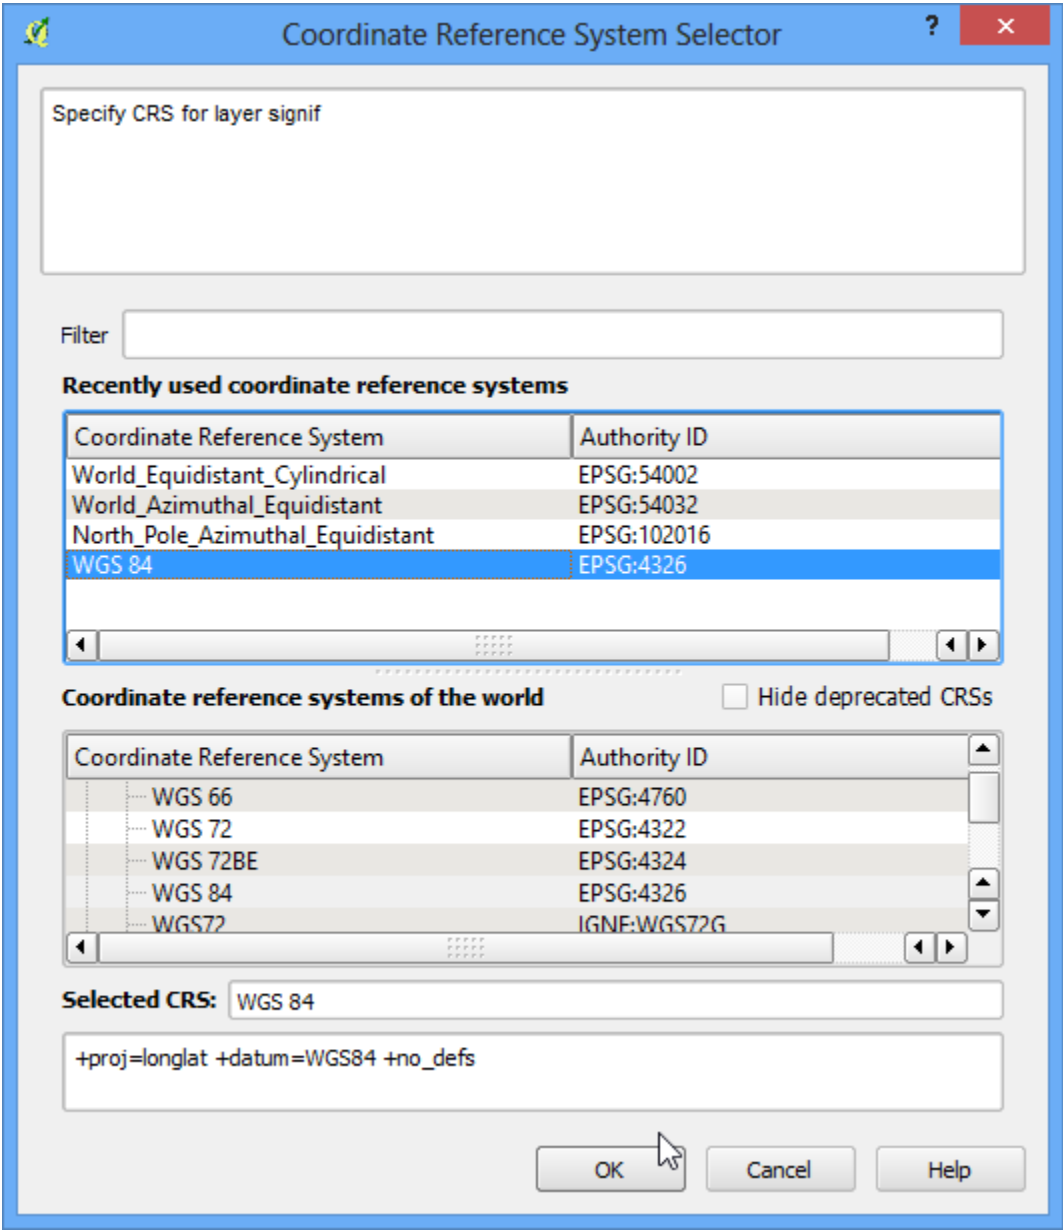 Coordinate Reference System Selector ?
Specify CRS for layer signif
Filter
Recently used coordinate reference systems
Coordinate Reference System Authority ID
World_Equidistant_Cylindrical EPSG:54002
World_Azimuthal_Equidistant EPSG:54032
North_Pole_Azimuthal_Equidistant EPSG:102016
WGS 84 EPSG:4326
Coordinate reference systems of the world Hide deprecated CRSs
Coordinate Reference System Authority ID
WGS 66 EPSG:4760
WGS 72 EPSG:4322
WGS 72BE EPSG:4324
WGS 84 EPSG:4326
WGS72 IGNF:WGS72G
Selected CRS: WGS 84
+proj=longlat +datum=WGS84 +no_defs
OK Cancel Help